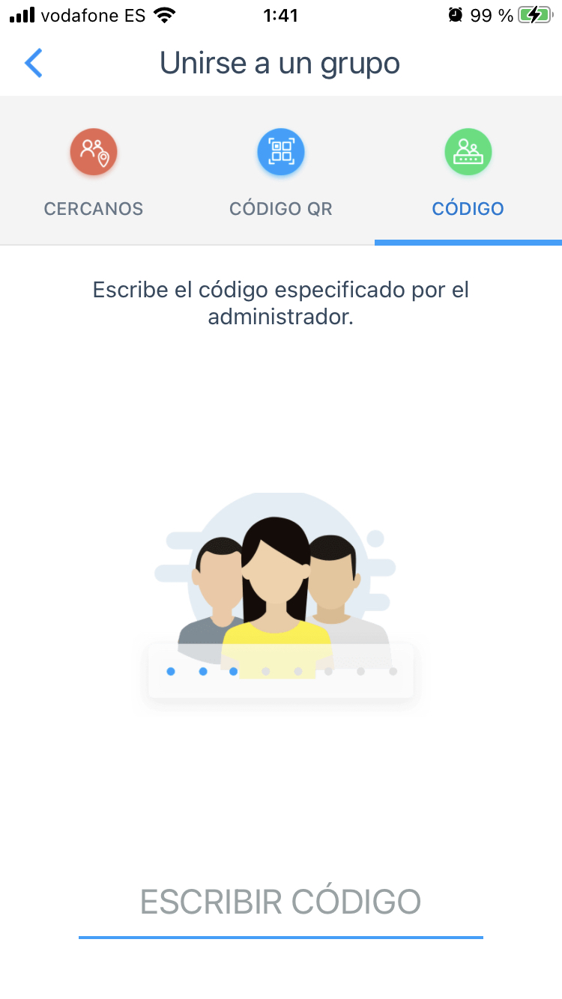 vodafone ES 1:41 99 %
Unirse a un grupo
CERCANOS CÓDIGO QR CÓDIGO
Escribe el código especificado por el
administrador.
ESCRIBIR CÓDIGO